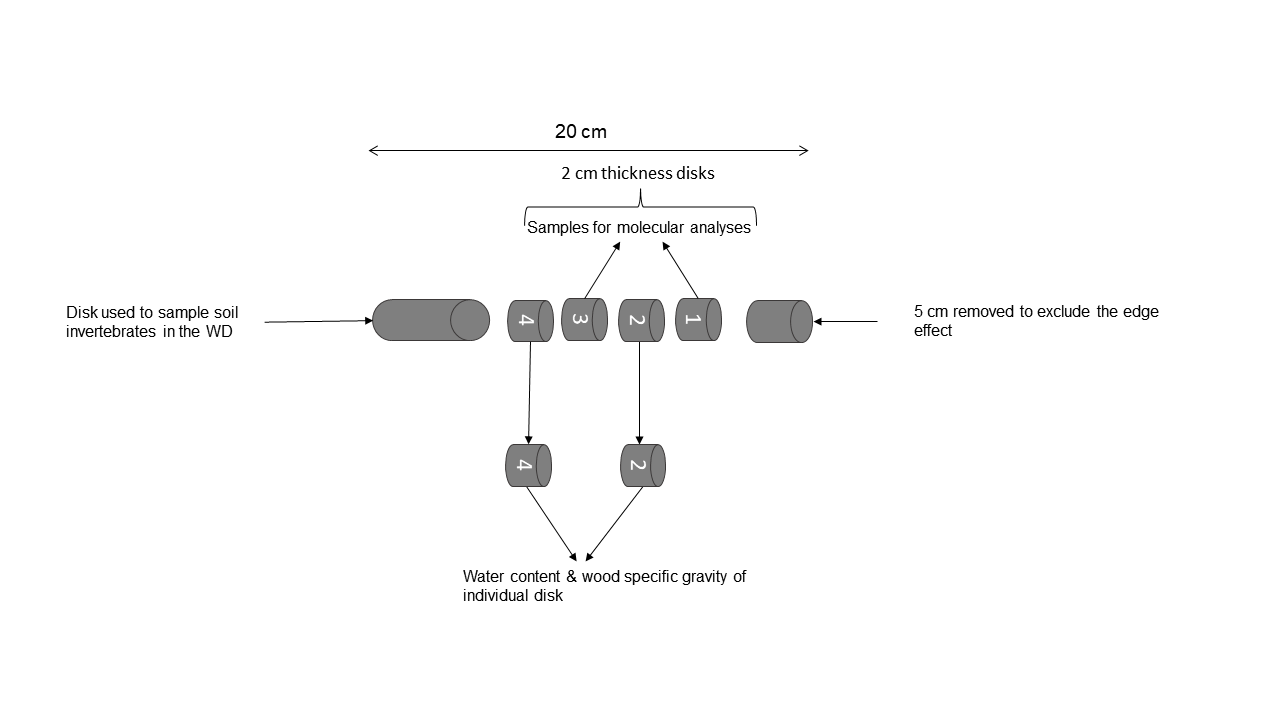 20 cm
2 cm thickness disks
Samples for molecular analyses
Disk used to sample soil
invertebrates in the WD
4
3
2
1
5 cm removed to exclude the edge
effect
4
2
Water content & wood specific gravity of
individual disk